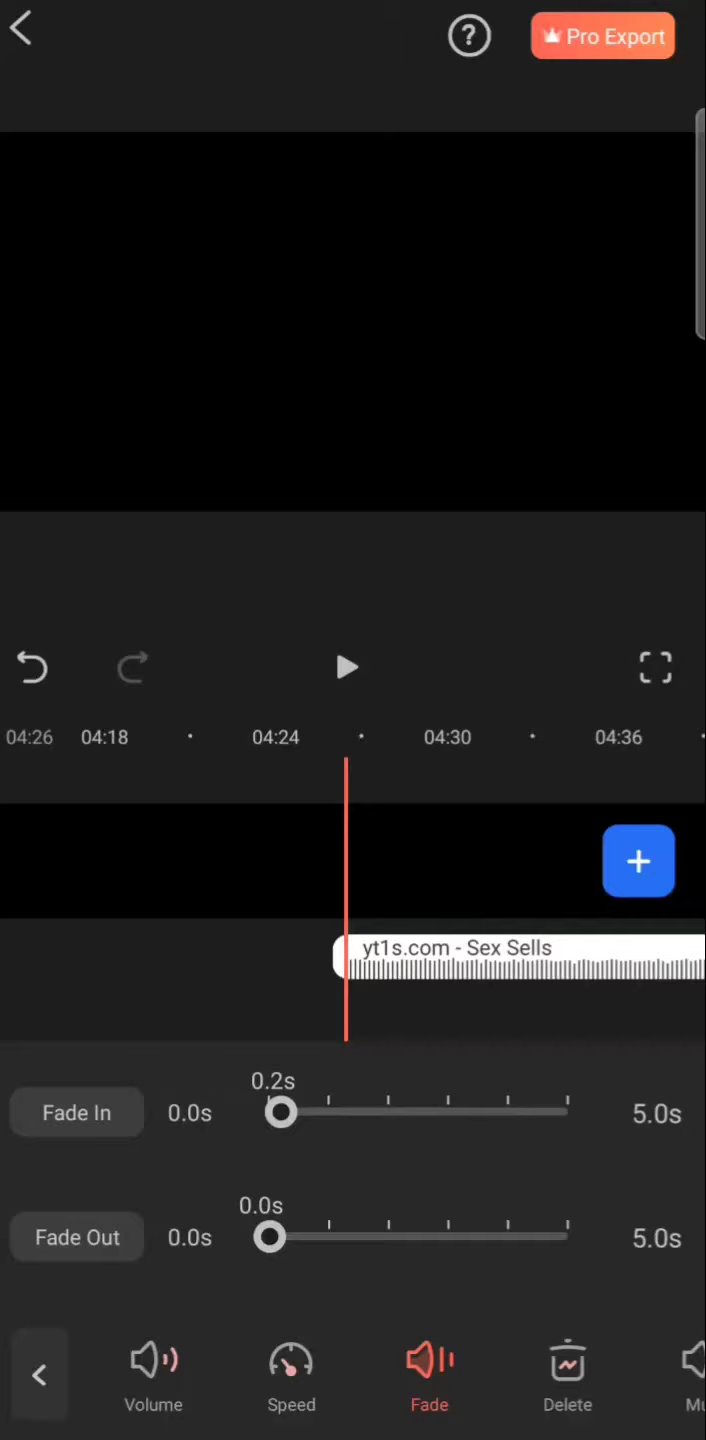 ?
Pro Export
04:26 04:18 04:24 04:30 04:36
+
yt1s.com - Sex Sells
0.2s
Fade In 0.0s 5.0s
0.0s
Fade Out 0.0s 5.0s
Volume Speed Fade Delete Mu